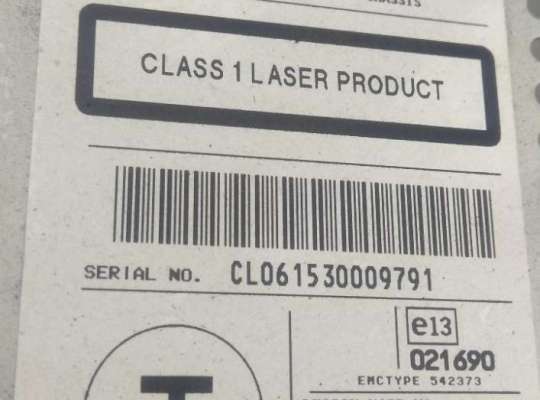 CLASS 1 LASER PRODUCT
SERIAL NO. CL061530009791
e13
021690
EMCTYPE 542373
T